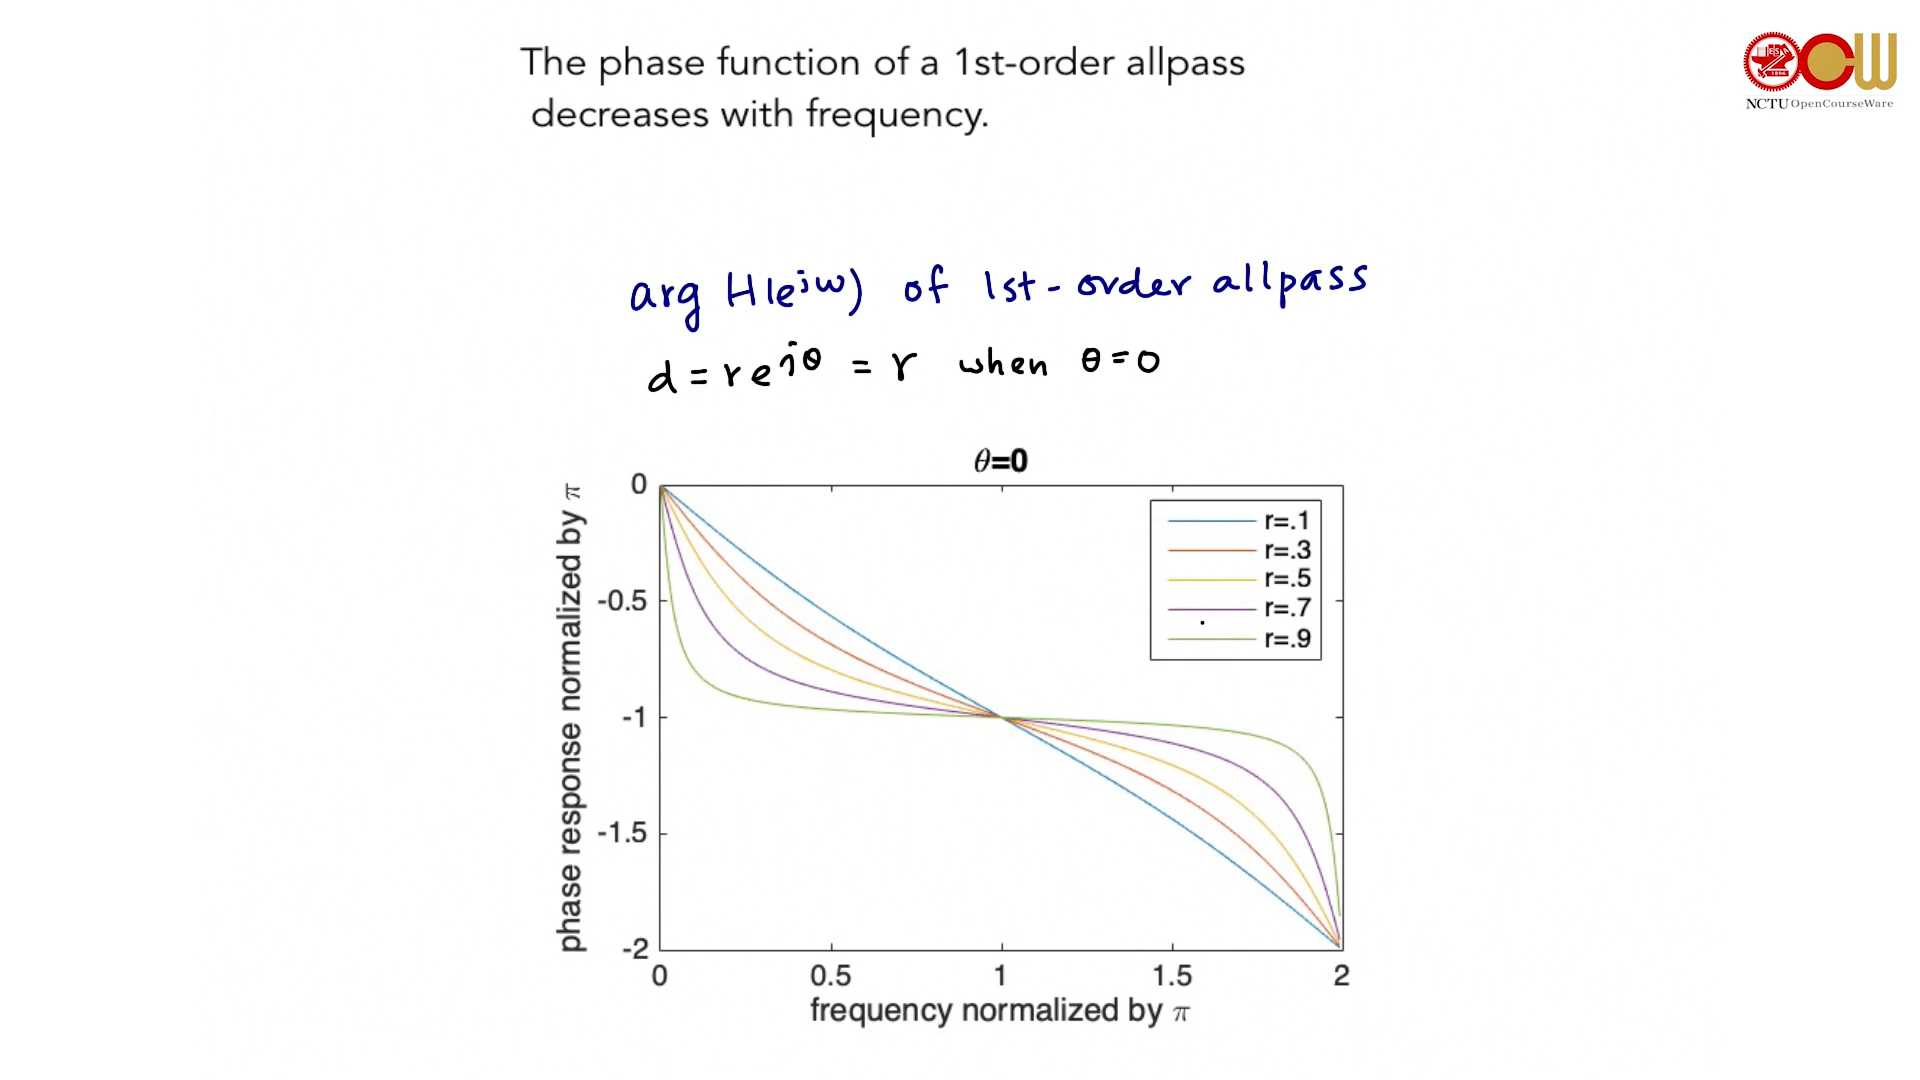 The phase function of a 1st-order allpass
decreases with frequency.
NCTU OpenCourseWare
arg H(e^jw) of 1st-order allpass
d = re^jθ = r when θ=0
θ=0
phase response normalized by π
0
-0.5
-1
-1.5
-2
r=.1
r=.3
r=.5
r=.7
r=.9
0 0.5 1 1.5 2
frequency normalized by π